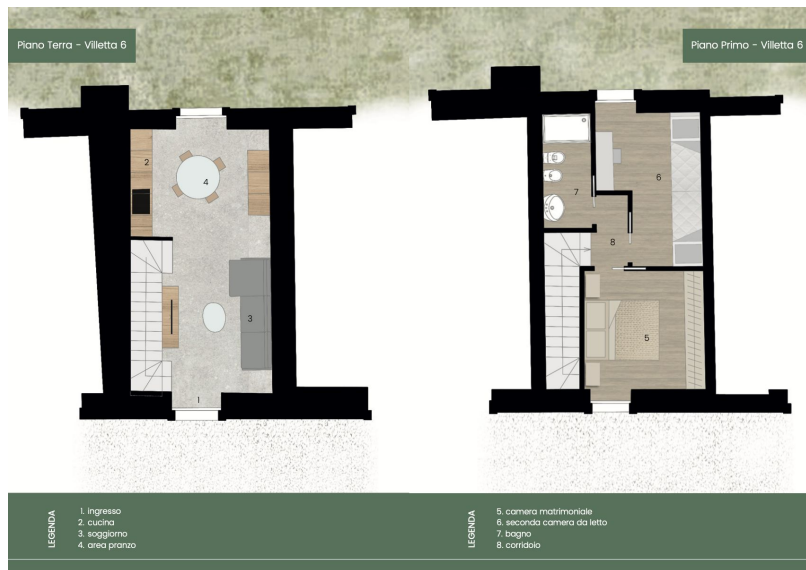 Piano Terra - Villetta 6
Piano Primo - Villetta 6
2
4
3
1
6
7
8
5
LEGENDA
1. ingresso
2. cucina
3. soggiorno
4. area pranzo
LEGENDA
5. camera matrimoniale
6. seconda camera da letto
7. bagno
8. corridoio